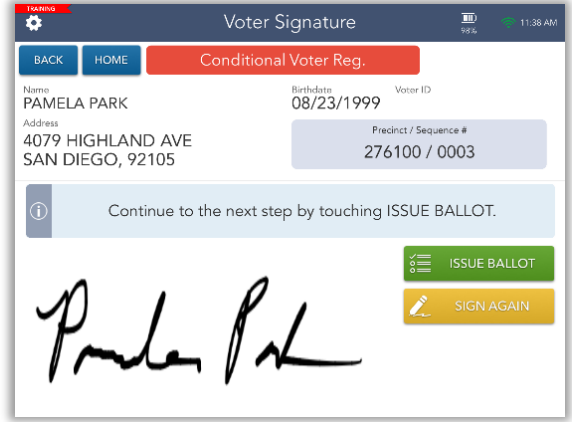 TRAINING
Voter Signature
98%
11:38 AM
BACK
HOME
Conditional Voter Reg.
Name
PAMELA PARK
Birthdate
08/23/1999
Voter ID
Address
4079 HIGHLAND AVE
SAN DIEGO, 92105
Precinct / Sequence #
276100 / 0003
Continue to the next step by touching ISSUE BALLOT.
ISSUE BALLOT
SIGN AGAIN
Pamela Park